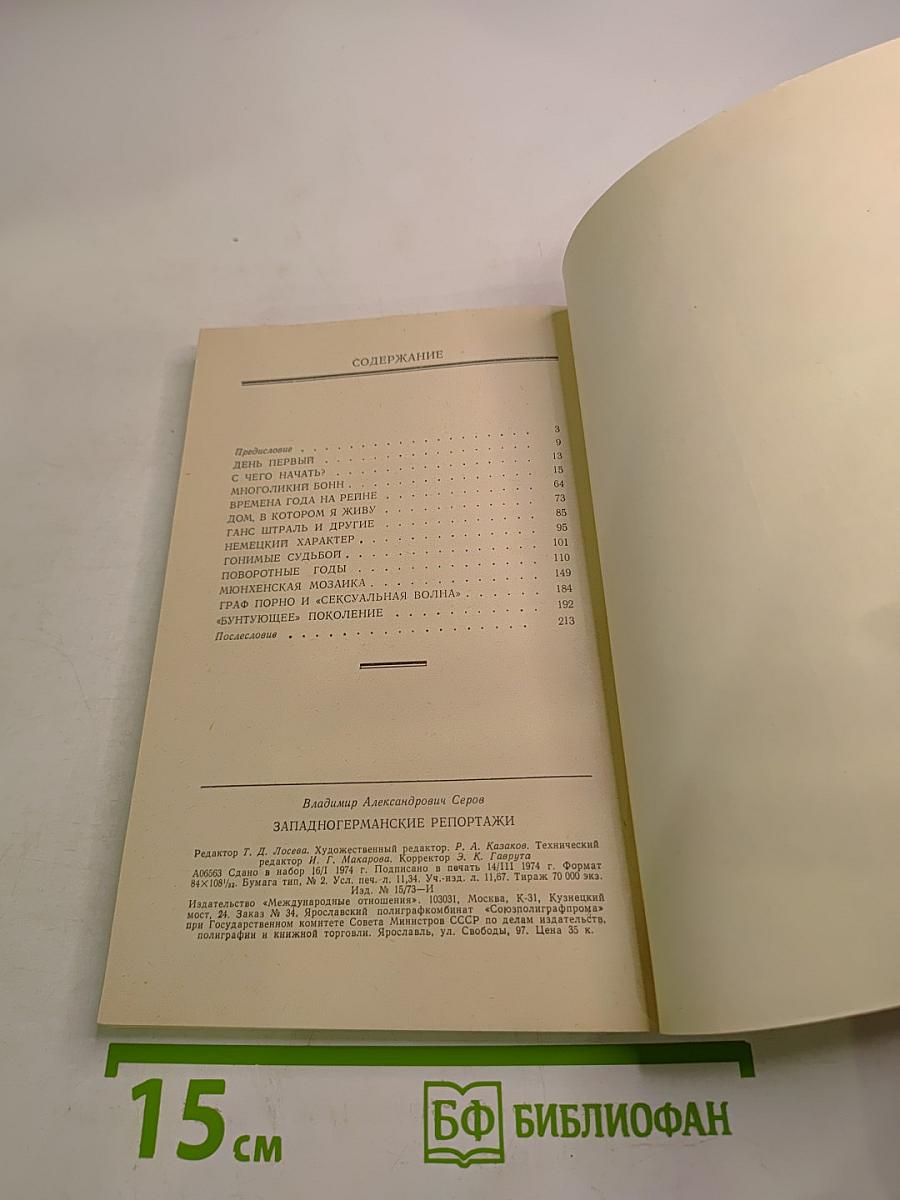 СОДЕРЖАНИЕ
Предисловие . . . . . . . . . . . . . . . . 3
ДЕНЬ ПЕРВЫЙ . . . . . . . . . . . . . . . . 9
С ЧЕГО НАЧАТЬ? . . . . . . . . . . . . . . . . 13
МНОГОЛИКИЙ БОНН . . . . . . . . . . . . . . . 15
ВРЕМЕНА ГОДА НА РЕЙНЕ . . . . . . . . . . . . 64
ДОМ, В КОТОРОМ Я ЖИВУ . . . . . . . . . . . . 73
ГАНС ШТРАЛЬ И ДРУГИЕ . . . . . . . . . . . . 85
НЕМЕЦКИЙ ХАРАКТЕР . . . . . . . . . . . . . 95
ГОНИМЫЕ СУДЬБОЙ . . . . . . . . . . . . . . 101
ПОВОРОТНЫЕ ГОДЫ . . . . . . . . . . . . . . 110
МЮНХЕНСКАЯ МОЗАИКА . . . . . . . . . . . . . 149
ГРАФ ПОРНО И «СЕКСУАЛЬНАЯ ВОЛНА» . . . . . . 184
«БУНТУЮЩЕЕ» ПОКОЛЕНИЕ . . . . . . . . . . . 192
Послесловие . . . . . . . . . . . . . . . . 213
Владимир Александрович Серов
ЗАПАДНОГЕРМАНСКИЕ РЕПОРТАЖИ
Редактор Т. Д. Лосева. Художественный редактор. Р. А. Казаков. Технический
редактор И. Г. Макарова. Корректор Э. К. Гаврута
А06563 Сдано в набор 16/I 1974 г. Подписано в печать 14/111 1974 г. Формат
84×108¹/₃₂. Бумага тип, № 2. Усл. печ. л. 11,34. Уч.-изд. л. 11,67. Тираж 70 000 экз.
Изд. № 15/73—И
Издательство «Международные отношения». 103031, Москва, К-31, Кузнецкий
мост, 24. Заказ № 34. Ярославский полиграфкомбинат «Союзполиграфпрома»
при Государственном комитете Совета Министров СССР по делам издательств,
полиграфии и книжной торговли. Ярославль, ул. Свободы, 97. Цена 35 к.
15 см
БФ БИБЛИОФАН